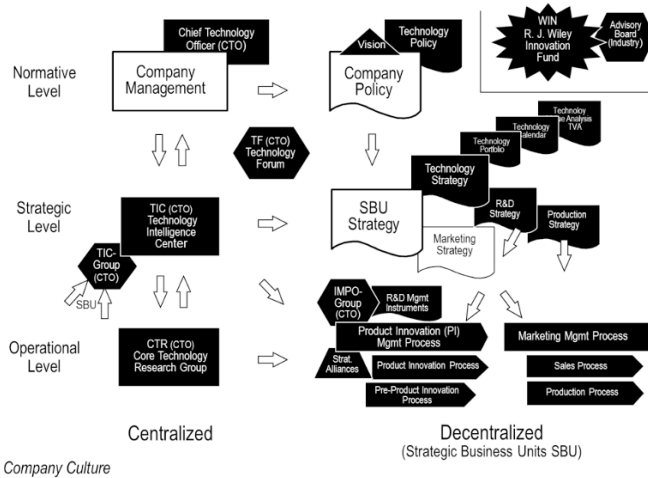 Chief Technology
Officer (CTO)
Company
Management
Normative
Level
Vision
Technology
Policy
Company
Policy
WIN
R. J. Wiley
Innovation
Fund
Advisory
Board
(Industry)
TF (CTO)
Technology
Forum
Technoloy
Analysis
TVA
Technology
Technology
Portfolio
Technology
Strategy
Strategic
Level
TIC (CTO)
Technology
Intelligence
Center
TIC-
Group
(CTO)
SBU
SBU
Strategy
R&D
Strategy
Production
Strategy
Marketing
Strategy
IMPO-
Group
(CTO)
R&D Mgmt
Instruments
Operational
Level
CTR (CTO)
Core Technology
Research Group
Product Innovation (PI)
Mgmt Process
Strat.
Alliances
Product Innovation Process
Pre-Product Innovation
Process
Marketing Mgmt Process
Sales Process
Production Process
Centralized
Decentralized
(Strategic Business Units SBU)
Company Culture